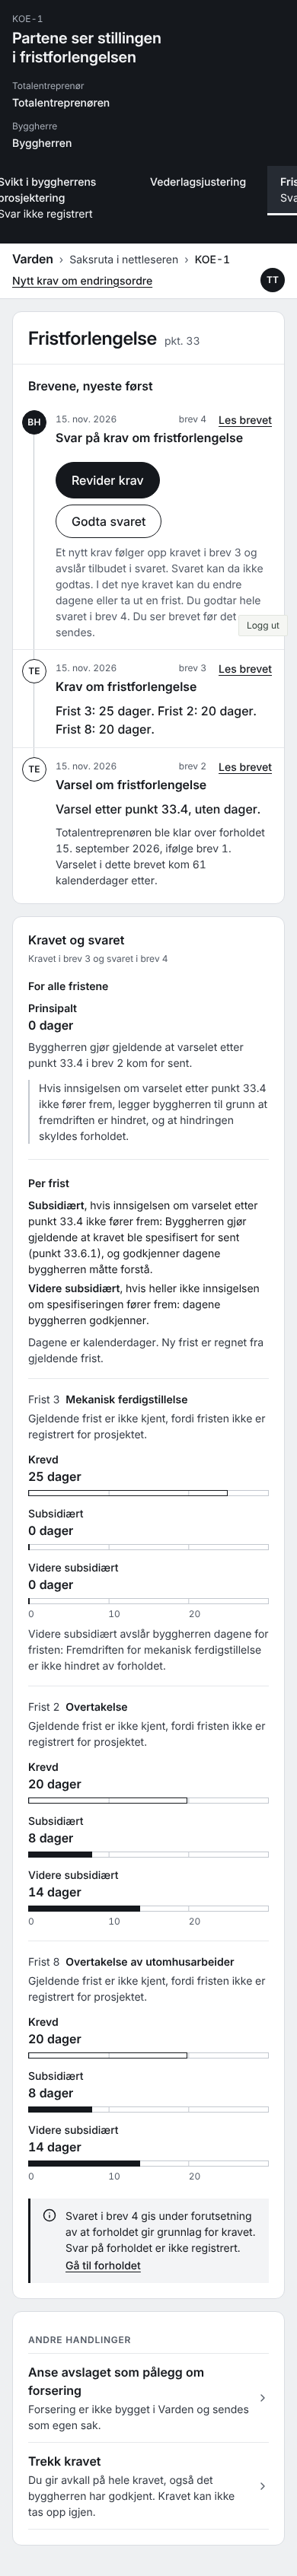 KOE-1
Partene ser stillingen
i fristforlengelsen
Totalentreprenør
Totalentreprenøren
Byggherre
Byggherren
Svikt i byggherrens
prosjektering
Svar ikke registrert
Vederlagsjustering
Fris
Sva
Varden › Saksruta i nettleseren › KOE-1
Nytt krav om endringsordre
TT
Fristforlengelse pkt. 33
Brevene, nyeste først
BH
15. nov. 2026 brev 4 Les brevet
Svar på krav om fristforlengelse
Revider krav
Godta svaret
Et nytt krav følger opp kravet i brev 3 og
avslår tilbudet i svaret. Svaret kan da ikke
godtas. I det nye kravet kan du endre
dagene eller ta ut en frist. Du godtar hele
svaret i brev 4. Du ser brevet før det
sendes.
Logg ut
TE
15. nov. 2026 brev 3 Les brevet
Krav om fristforlengelse
Frist 3: 25 dager. Frist 2: 20 dager.
Frist 8: 20 dager.
TE
15. nov. 2026 brev 2 Les brevet
Varsel om fristforlengelse
Varsel etter punkt 33.4, uten dager.
Totalentreprenøren ble klar over forholdet
15. september 2026, ifølge brev 1.
Varselet i dette brevet kom 61
kalenderdager etter.
Kravet og svaret
Kravet i brev 3 og svaret i brev 4
For alle fristene
Prinsipalt
0 dager
Byggherren gjør gjeldende at varselet etter
punkt 33.4 i brev 2 kom for sent.
Hvis innsigelsen om varselet etter punkt 33.4
ikke fører frem, legger byggherren til grunn at
fremdriften er hindret, og at hindringen
skyldes forholdet.
Per frist
Subsidiært, hvis innsigelsen om varselet etter
punkt 33.4 ikke fører frem: Byggherren gjør
gjeldende at kravet ble spesifisert for sent
(punkt 33.6.1), og godkjenner dagene
byggherren måtte forstå.
Videre subsidiært, hvis heller ikke innsigelsen
om spesifiseringen fører frem: dagene
byggherren godkjenner.
Dagene er kalenderdager. Ny frist er regnet fra
gjeldende frist.
Frist 3 Mekanisk ferdigstillelse
Gjeldende frist er ikke kjent, fordi fristen ikke er
registrert for prosjektet.
Krevd
25 dager
Subsidiært
0 dager
Videre subsidiært
0 dager
0 10 20
Videre subsidiært avslår byggherren dagene for
fristen: Fremdriften for mekanisk ferdigstillelse
er ikke hindret av forholdet.
Frist 2 Overtakelse
Gjeldende frist er ikke kjent, fordi fristen ikke er
registrert for prosjektet.
Krevd
20 dager
Subsidiært
8 dager
Videre subsidiært
14 dager
0 10 20
Frist 8 Overtakelse av utomhusarbeider
Gjeldende frist er ikke kjent, fordi fristen ikke er
registrert for prosjektet.
Krevd
20 dager
Subsidiært
8 dager
Videre subsidiært
14 dager
0 10 20
Svaret i brev 4 gis under forutsetning
av at forholdet gir grunnlag for kravet.
Svar på forholdet er ikke registrert.
Gå til forholdet
ANDRE HANDLINGER
Anse avslaget som pålegg om
forsering
Forsering er ikke bygget i Varden og sendes
som egen sak.
Trekk kravet
Du gir avkall på hele kravet, også det
byggherren har godkjent. Kravet kan ikke
tas opp igjen.